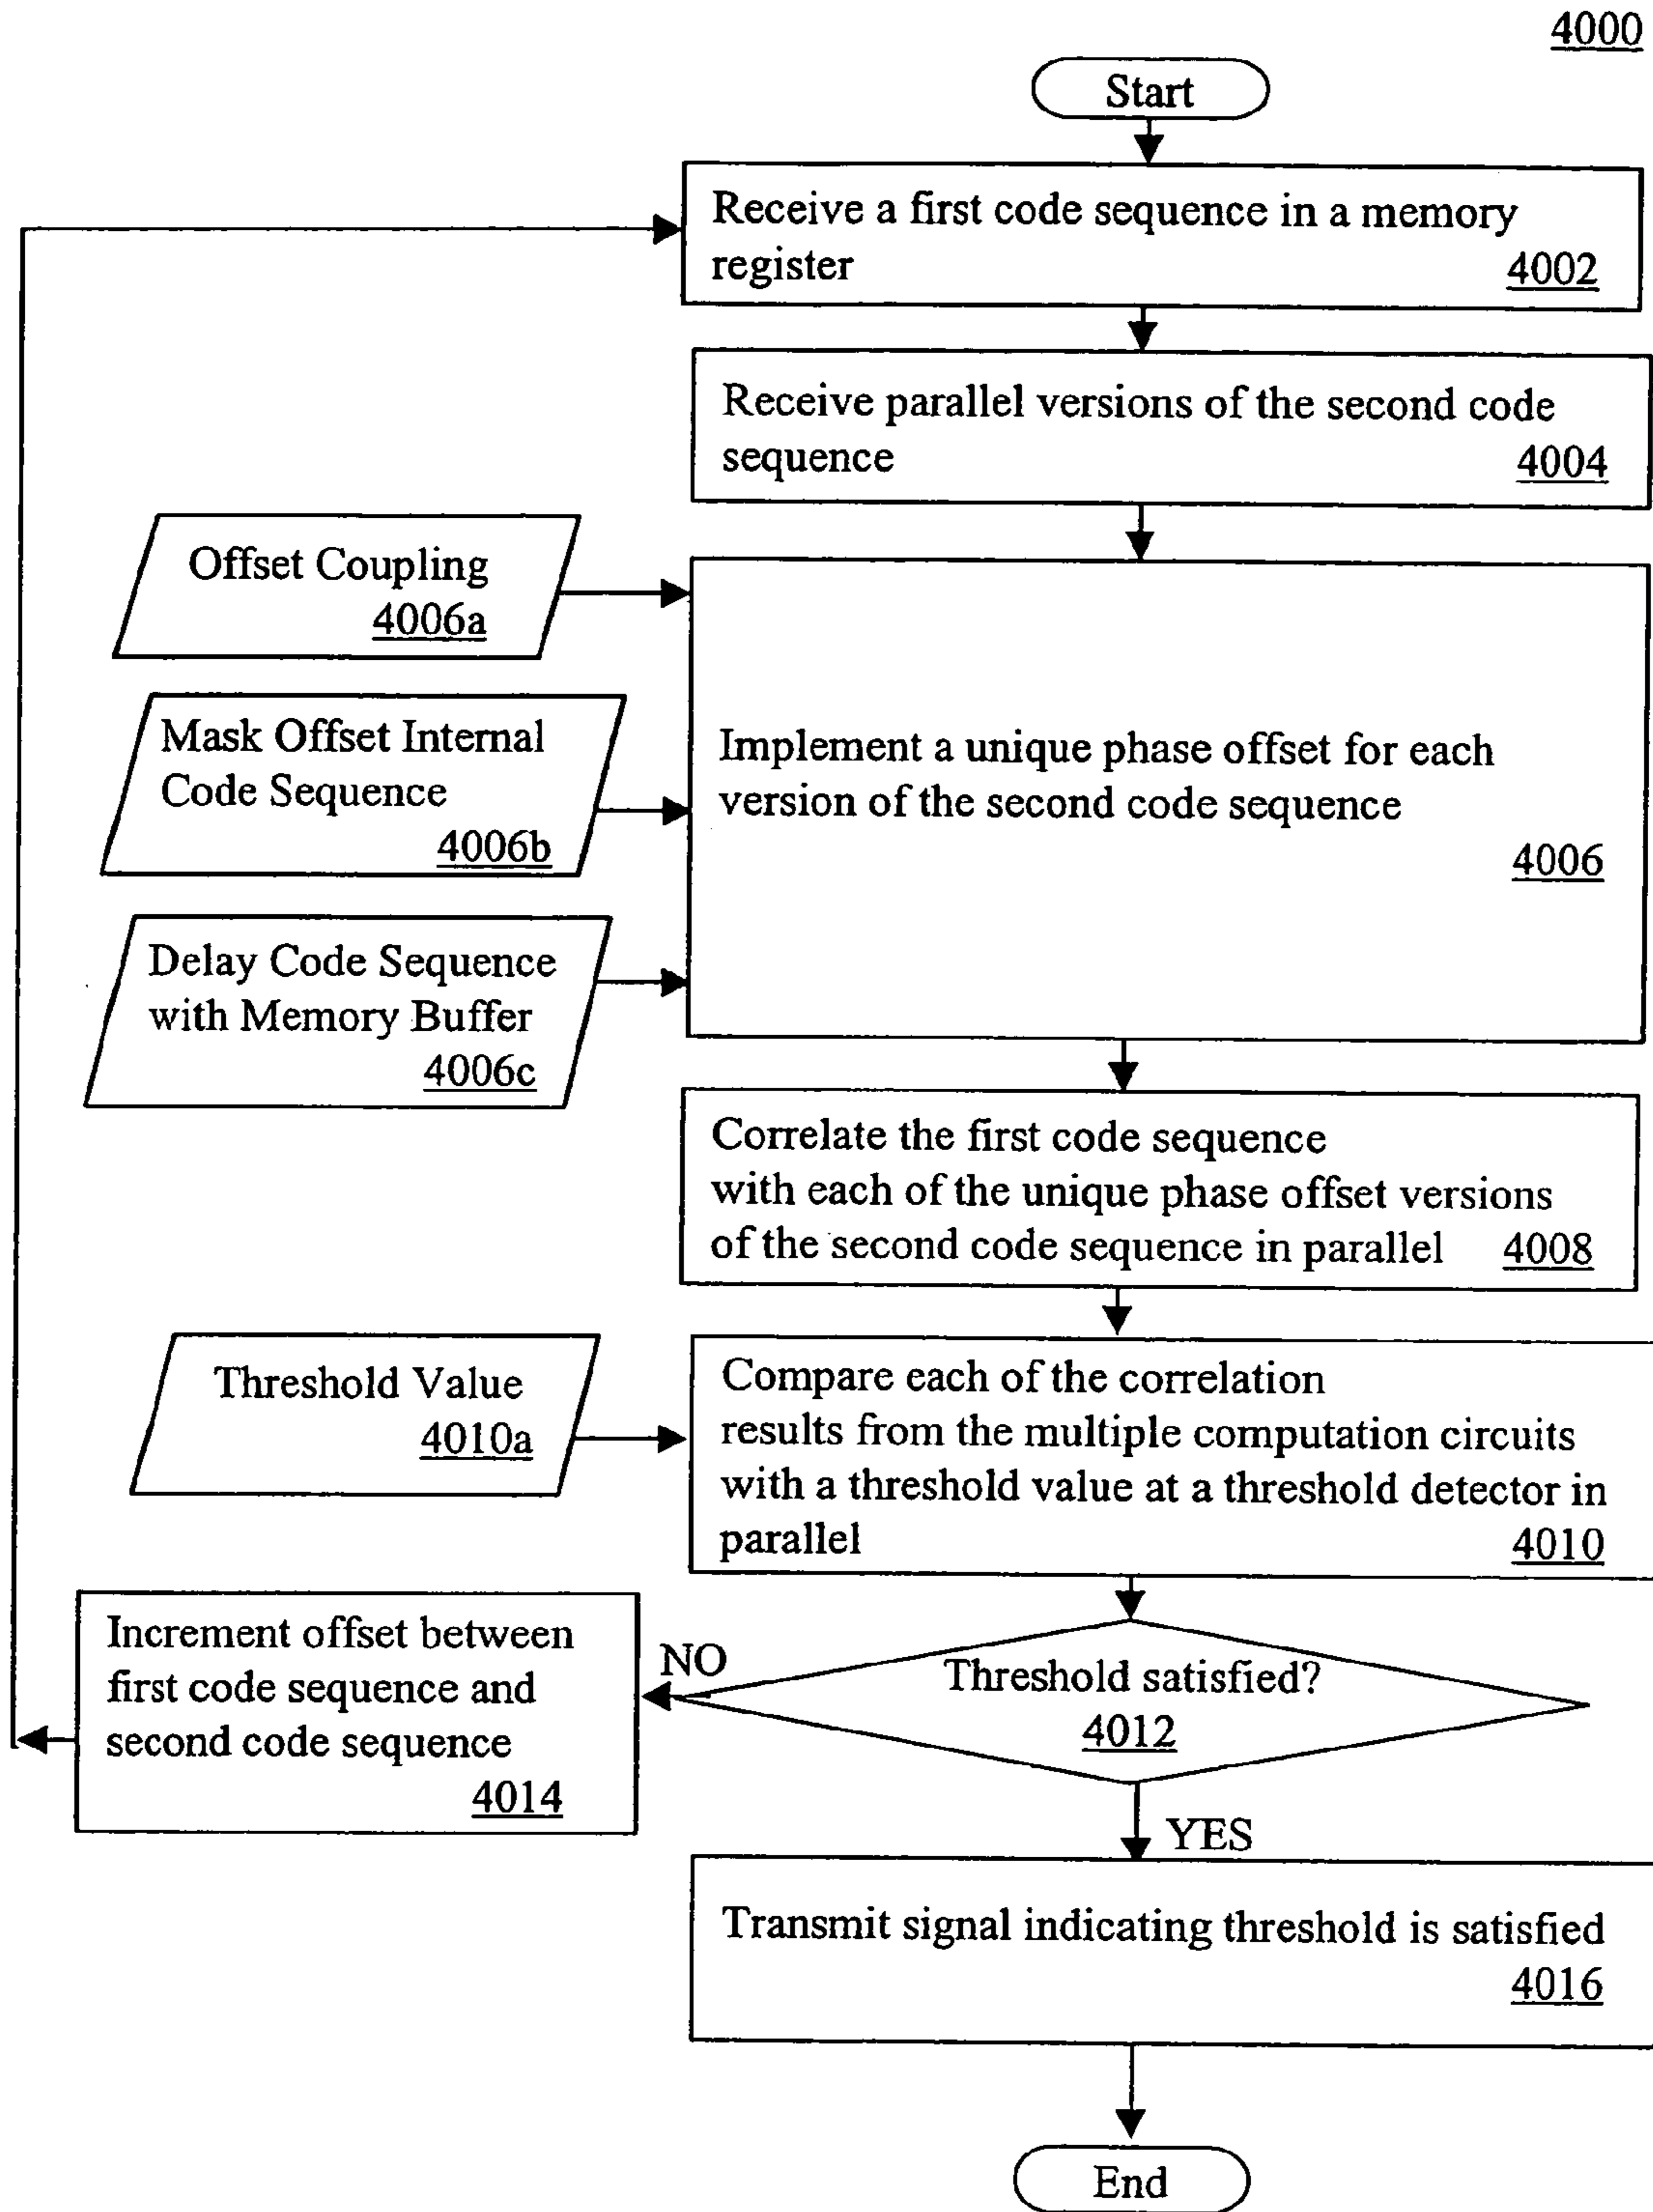 4000
Start
Receive a first code sequence in a memory
register 4002
Receive parallel versions of the second code
sequence 4004
Offset Coupling
4006a
Mask Offset Internal
Code Sequence
4006b
Delay Code Sequence
with Memory Buffer
4006c
Implement a unique phase offset for each
version of the second code sequence
4006
Correlate the first code sequence
with each of the unique phase offset versions
of the second code sequence in parallel 4008
Threshold Value
4010a
Compare each of the correlation
results from the multiple computation circuits
with a threshold value at a threshold detector in
parallel 4010
Threshold satisfied?
4012
NO
Increment offset between
first code sequence and
second code sequence
4014
YES
Transmit signal indicating threshold is satisfied
4016
End